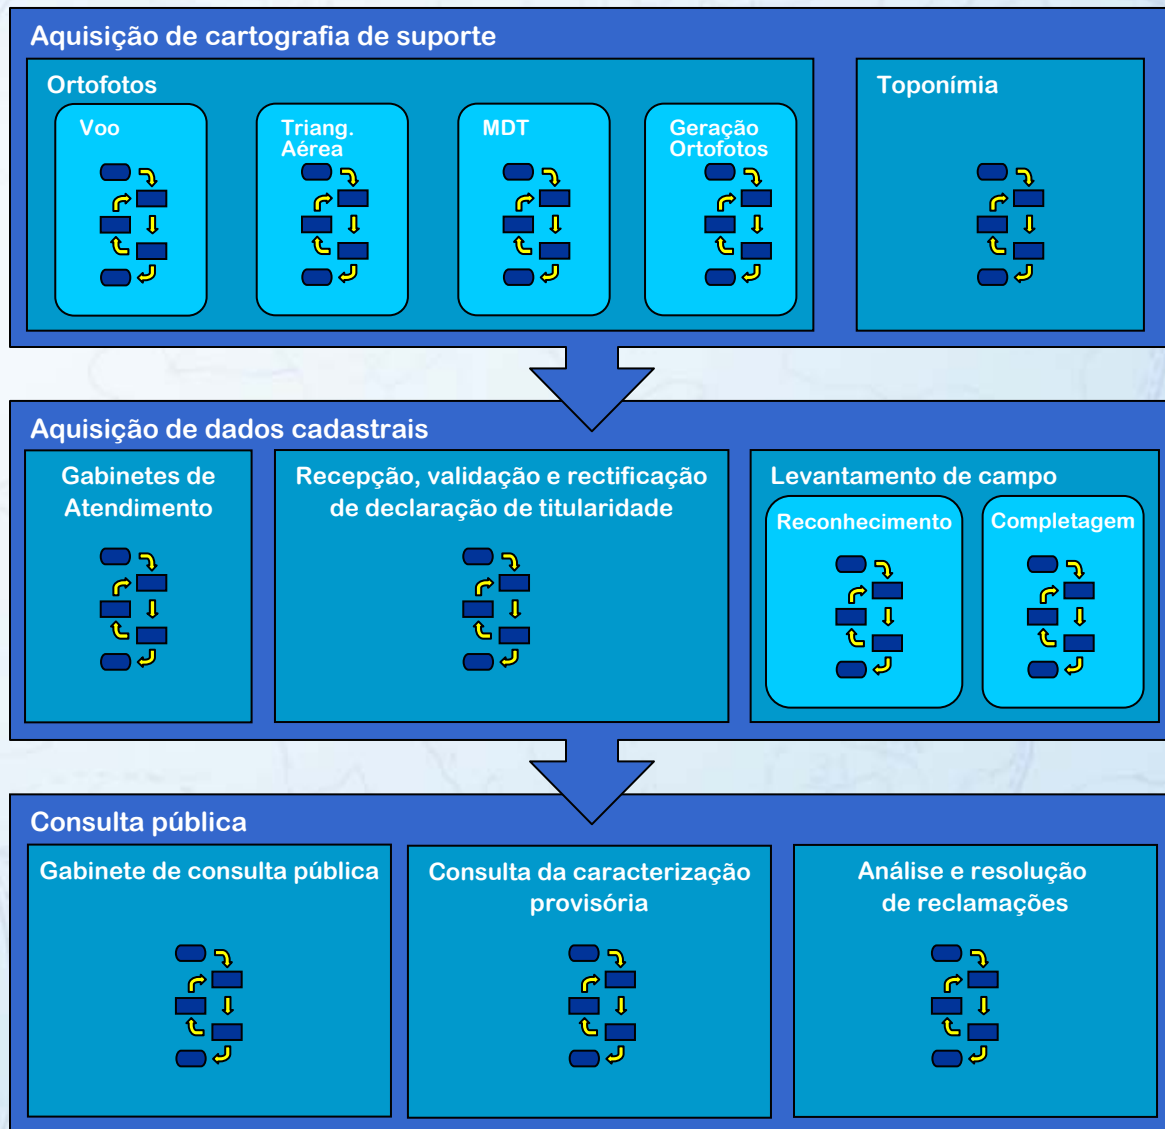 Aquisição de cartografia de suporte
Ortofotos
Toponímia
Voo
Triang.
Aérea
MDT
Geração
Ortofotos
Aquisição de dados cadastrais
Gabinetes de
Atendimento
Recepção, validação e rectificação
de declaração de titularidade
Levantamento de campo
Reconhecimento
Completagem
Consulta pública
Gabinete de consulta pública
Consulta da caracterização
provisória
Análise e resolução
de reclamações